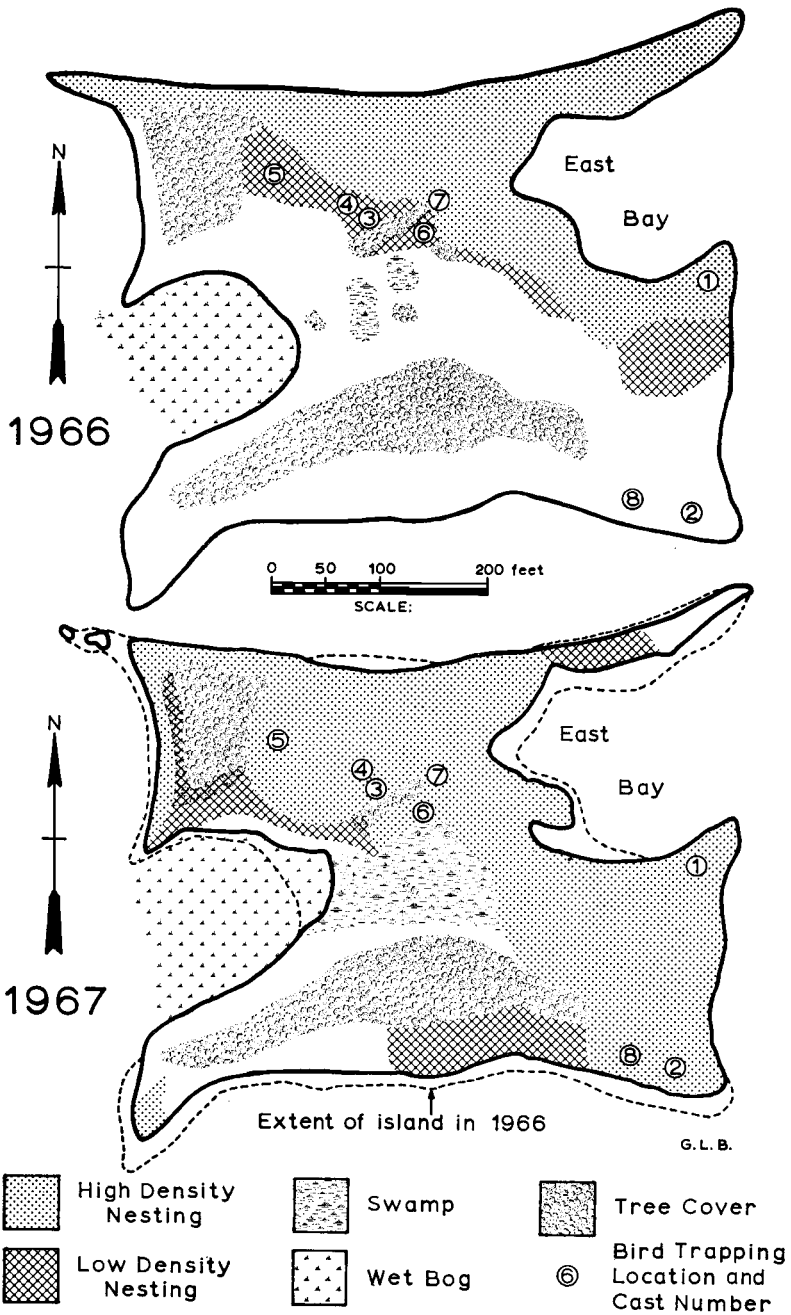 East
Bay
N
⑤
④
③
⑦
⑥
①
1966
⑧
②
0 50 100 200 feet
SCALE:
N
East
Bay
⑤
④
③
⑦
⑥
①
1967
⑧
②
Extent of island in 1966
G.L.B.
High Density
Nesting
Swamp
Tree Cover
Low Density
Nesting
Wet Bog
⑥
Bird Trapping
Location and
Cast Number